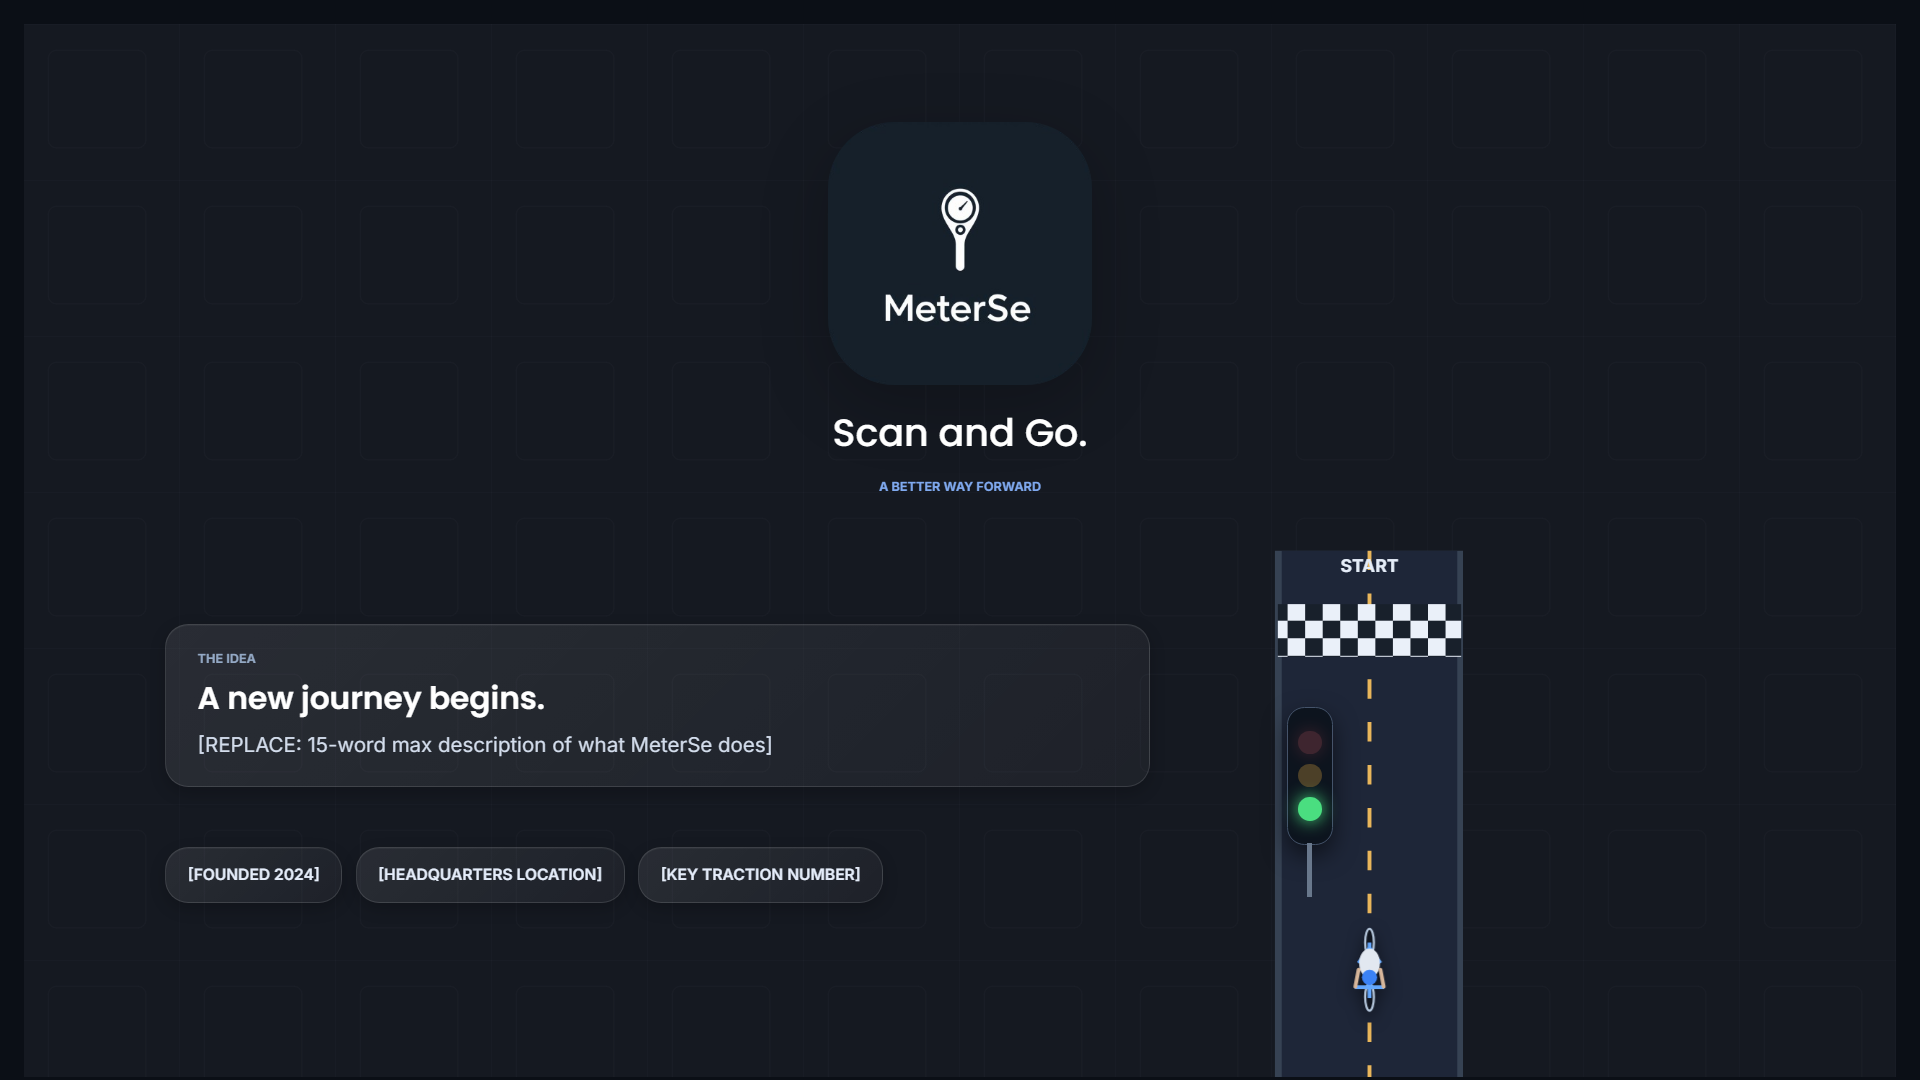 MeterSe
Scan and Go.
A BETTER WAY FORWARD
START
THE IDEA
A new journey begins.
[REPLACE: 15-word max description of what MeterSe does]
[FOUNDED 2024]
[HEADQUARTERS LOCATION]
[KEY TRACTION NUMBER]